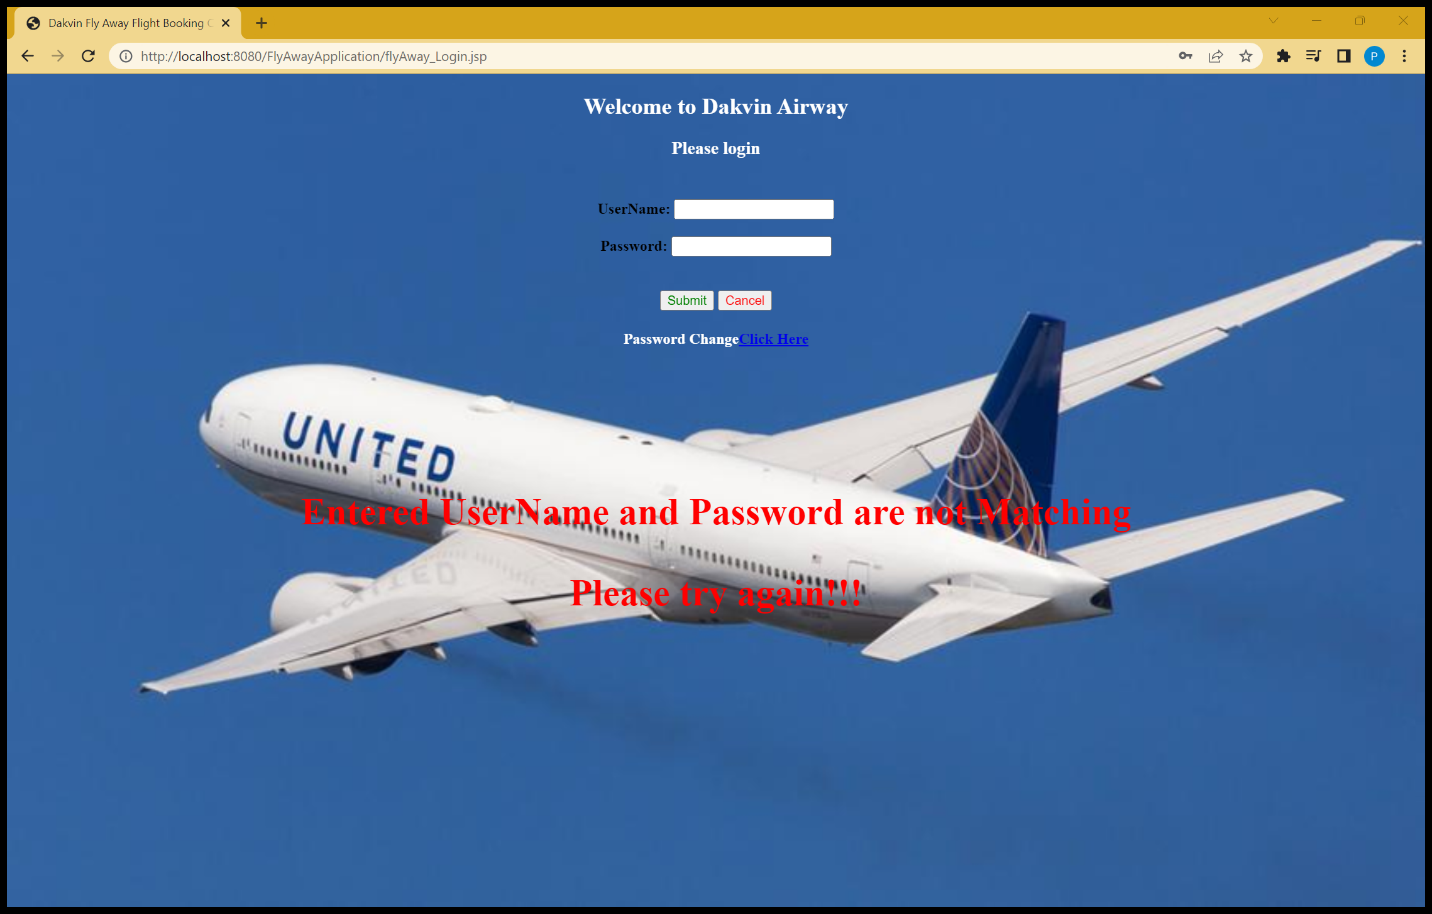 Dakvin Fly Away Flight Booking
http://localhost:8080/FlyAwayApplication/flyAway_Login.jsp
P
Welcome to Dakvin Airway
Please login
UserName:
Password:
Submit Cancel
Password ChangeClick Here
UNITED
Entered UserName and Password are not Matching
UNITED
Please try again!!!